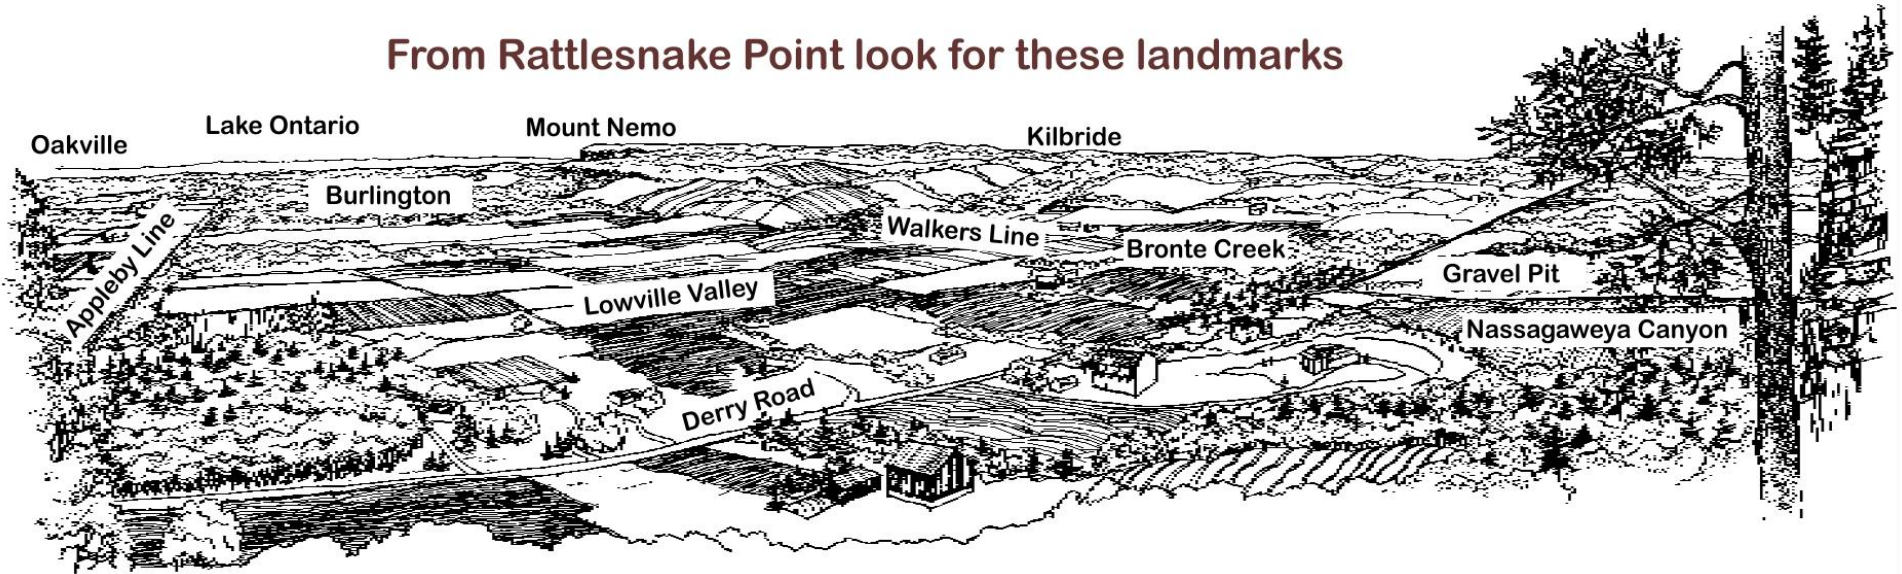 From Rattlesnake Point look for these landmarks
Oakville
Lake Ontario
Mount Nemo
Kilbride
Burlington
Appleby Line
Walkers Line
Bronte Creek
Gravel Pit
Lowville Valley
Nassagaweya Canyon
Derry Road